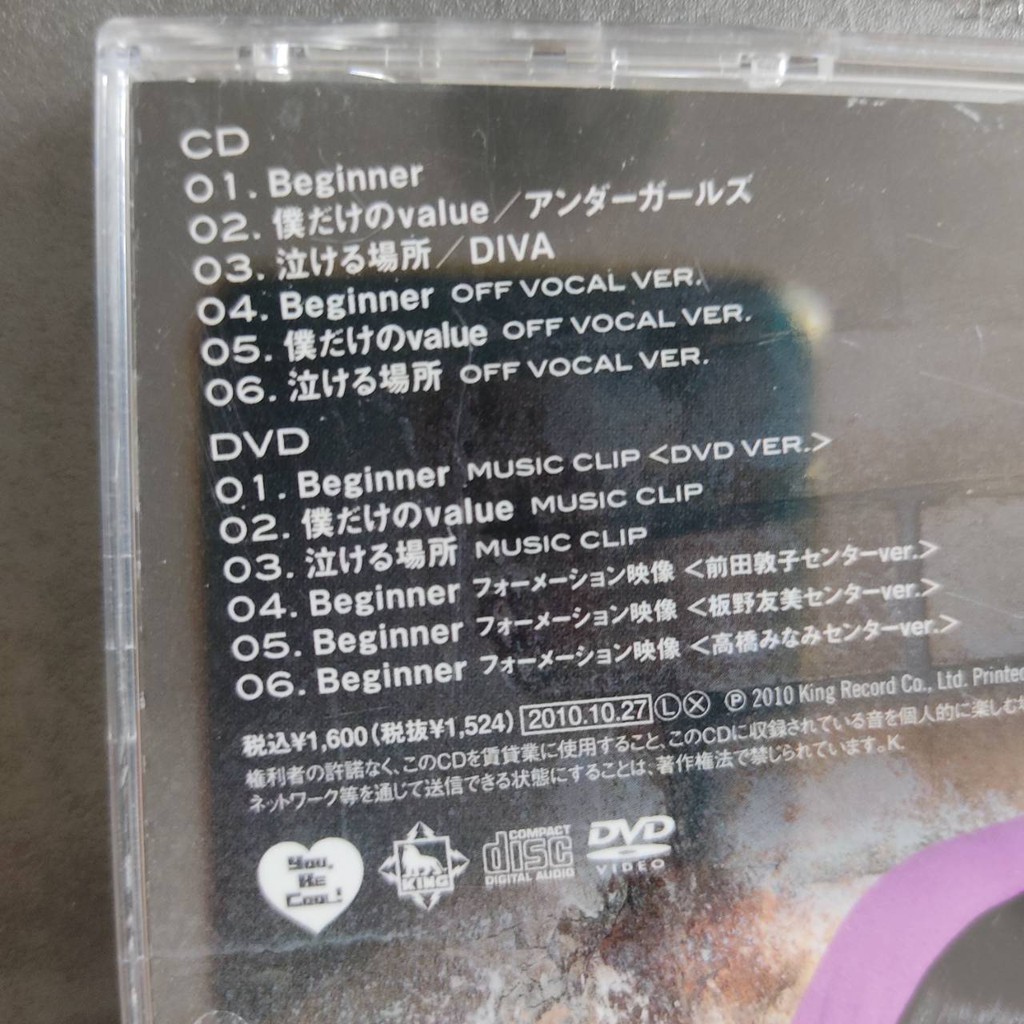 CD
01. Beginner
02. 僕だけのvalue／アンダーガールズ
03. 泣ける場所／DIVA
04. Beginner OFF VOCAL VER.
05. 僕だけのvalue OFF VOCAL VER.
06. 泣ける場所 OFF VOCAL VER.
DVD
01. Beginner MUSIC CLIP <DVD VER.>
02. 僕だけのvalue MUSIC CLIP
03. 泣ける場所 MUSIC CLIP
04. Beginner フォーメーション映像 <前田敦子センターver.>
05. Beginner フォーメーション映像 <板野友美センターver.>
06. Beginner フォーメーション映像 <高橋みなみセンターver.>
税込¥1,600(税抜¥1,524) 2010.10.27 Ⓛ Ⓧ ℗ 2010 King Record Co., Ltd. Printed
権利者の許諾なく、このCDを賃貸業に使用すること、このCDに収録されている音を個人的に楽しむ
ネットワーク等を通じて送信できる状態にすることは、著作権法で禁じられています。K.
You,
Be
Cool!
KING
COMPACT
disc
DIGITAL AUDIO
DVD
VIDEO